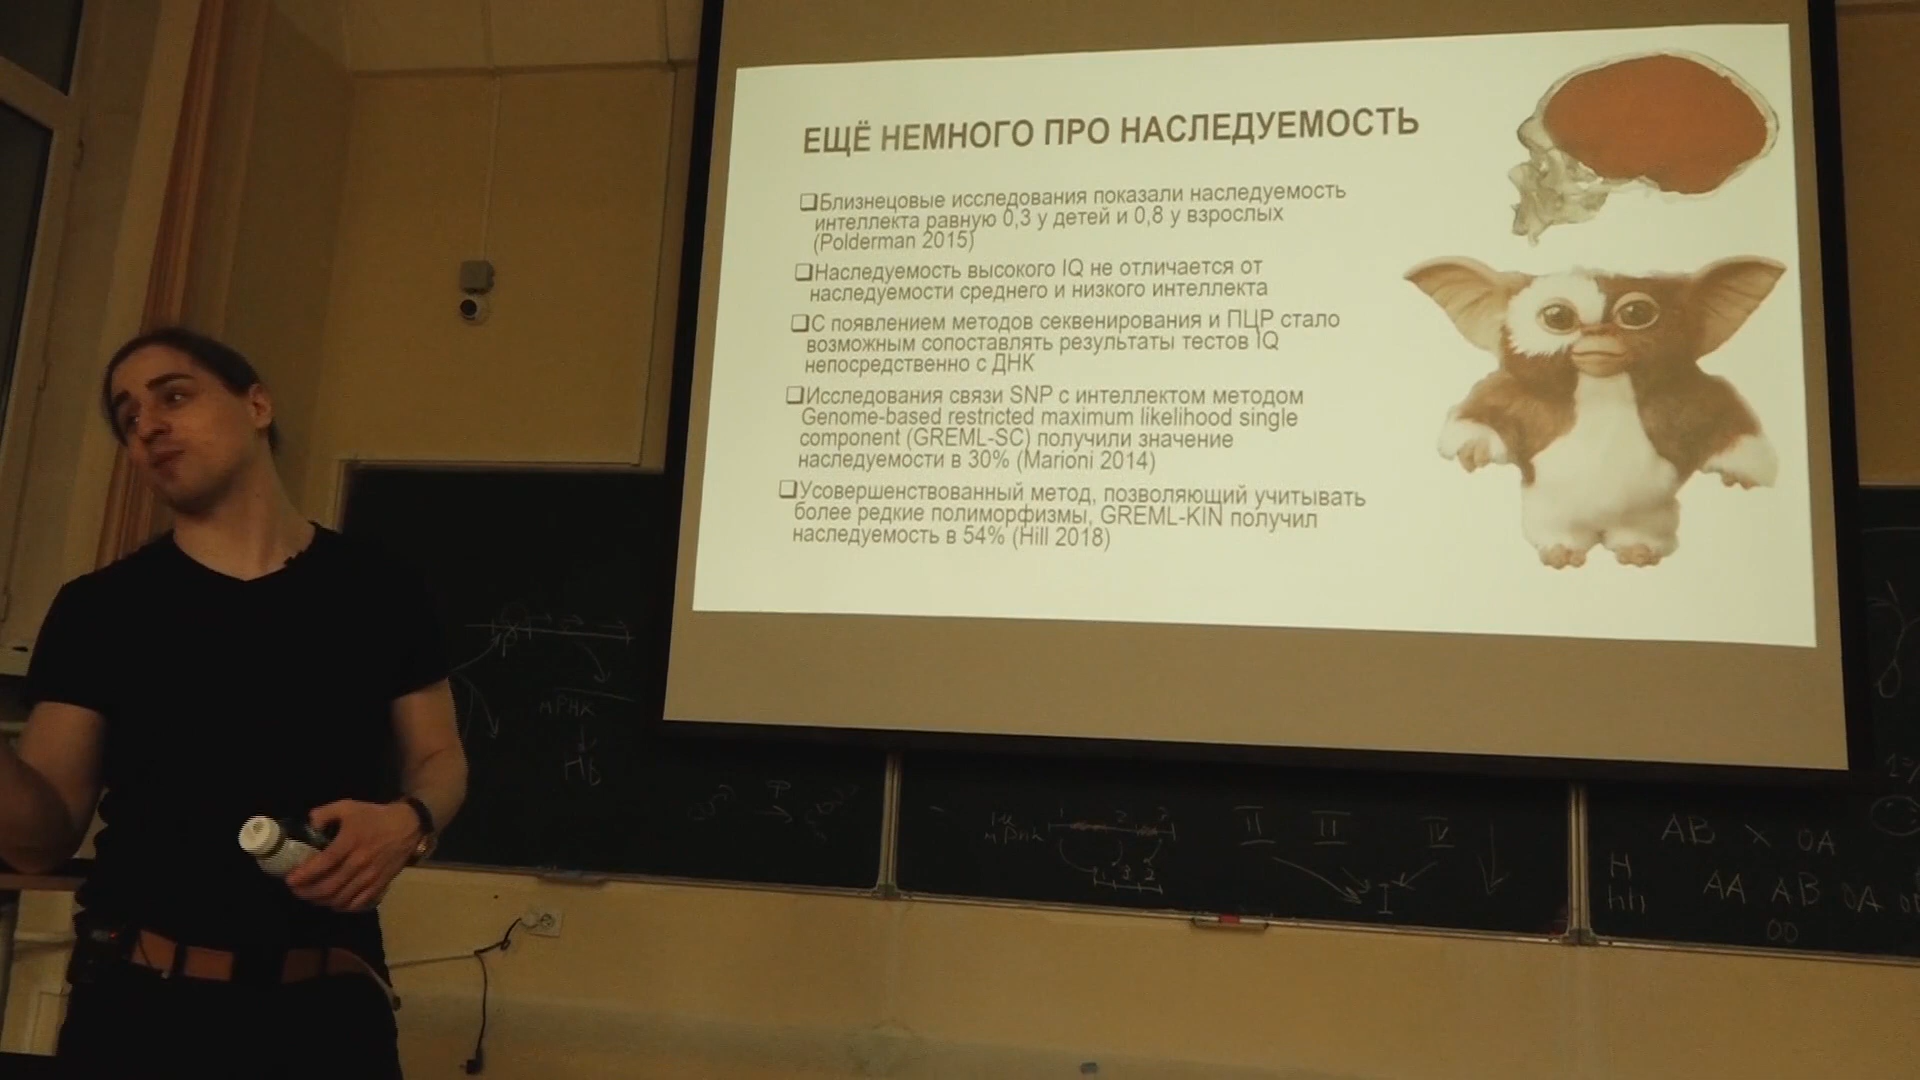 ЕЩЁ НЕМНОГО ПРО НАСЛЕДУЕМОСТЬ
❑Близнецовые исследования показали наследуемость
интеллекта равную 0,3 у детей и 0,8 у взрослых
(Polderman 2015)
❑Наследуемость высокого IQ не отличается от
наследуемости среднего и низкого интеллекта
❑С появлением методов секвенирования и ПЦР стало
возможным сопоставлять результаты тестов IQ
непосредственно с ДНК
❑Исследования связи SNP с интеллектом методом
Genome-based restricted maximum likelihood single
component (GREML-SC) получили значение
наследуемости в 30% (Marioni 2014)
❑Усовершенствованный метод, позволяющий учитывать
более редкие полиморфизмы, GREML-KIN получил
наследуемость в 54% (Hill 2018)
мРНК
II III IV
I
AB x OA
H
hh
AA AB OA
OO